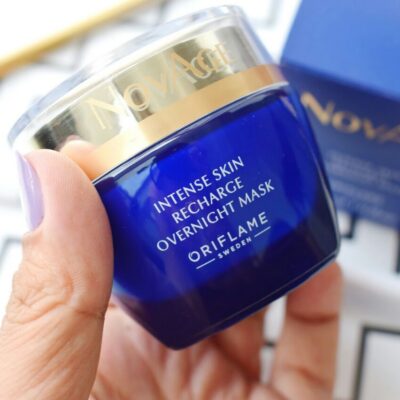 NOVAGE
INTENSE SKIN
RECHARGE
OVERNIGHT MASK
ORIFLAME
SWEDEN
NOVA